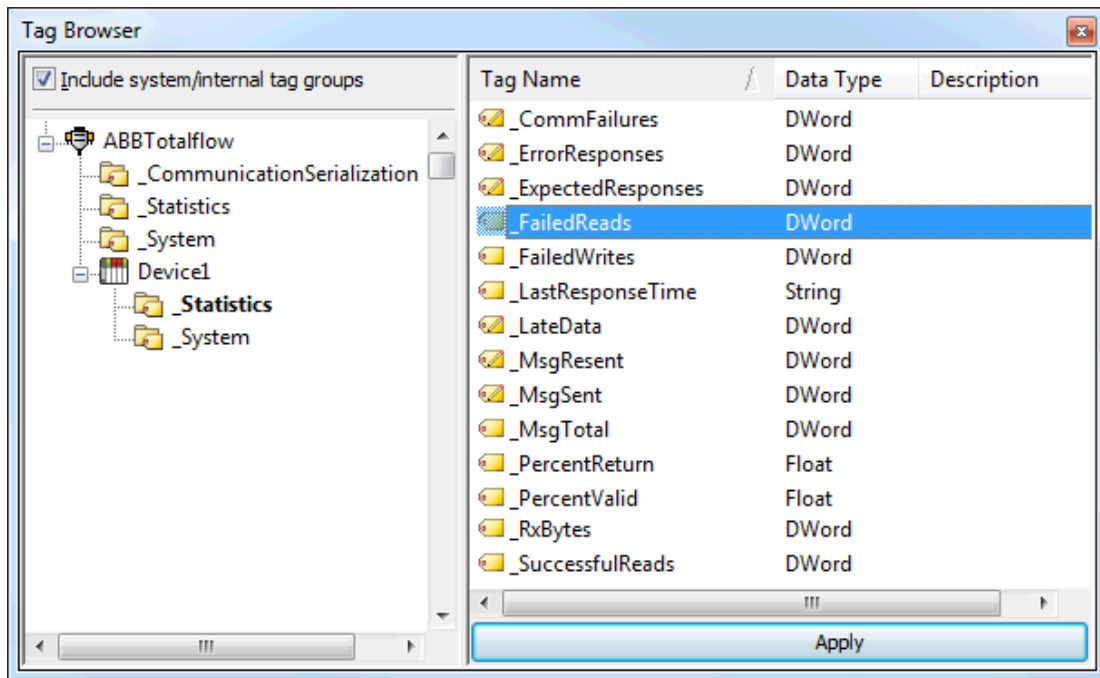 Tag Browser
Include system/internal tag groups
ABBTotalflow
_CommunicationSerialization
_Statistics
_System
Device1
_Statistics
_System
Tag Name Data Type Description
_CommFailures DWord
_ErrorResponses DWord
_ExpectedResponses DWord
_FailedReads DWord
_FailedWrites DWord
_LastResponseTime String
_LateData DWord
_MsgResent DWord
_MsgSent DWord
_MsgTotal DWord
_PercentReturn Float
_PercentValid Float
_RxBytes DWord
_SuccessfulReads DWord
Apply